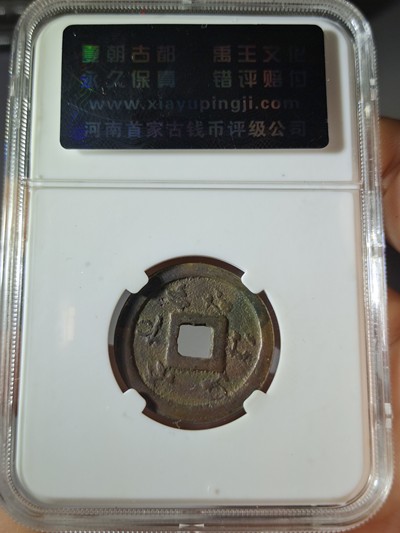 夏朝古都 禹王文化
永久保真 错评赔偿
www.xiayupingji.com
河南首家古钱币评级公司